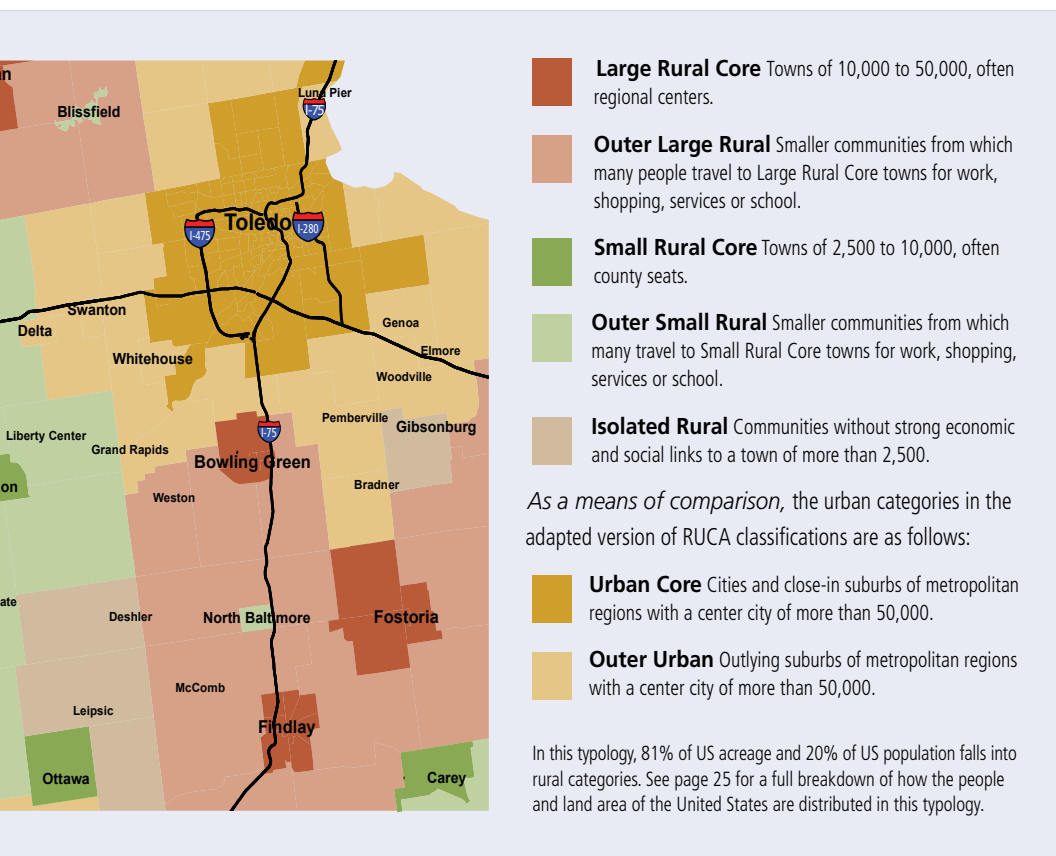 n
Luna Pier
I-75
Blissfield
Toledo
I-475
I-280
Swanton
Delta
Genoa
Elmore
Whitehouse
Woodville
Pemberville
Gibsonburg
I-75
Liberty Center
Grand Rapids
Bowling Green
on
Weston
Bradner
ate
Deshler
North Baltimore
Fostoria
McComb
Leipsic
Findlay
Ottawa
Carey
Large Rural Core Towns of 10,000 to 50,000, often
regional centers.
Outer Large Rural Smaller communities from which
many people travel to Large Rural Core towns for work,
shopping, services or school.
Small Rural Core Towns of 2,500 to 10,000, often
county seats.
Outer Small Rural Smaller communities from which
many travel to Small Rural Core towns for work, shopping,
services or school.
Isolated Rural Communities without strong economic
and social links to a town of more than 2,500.
As a means of comparison, the urban categories in the
adapted version of RUCA classifications are as follows:
Urban Core Cities and close-in suburbs of metropolitan
regions with a center city of more than 50,000.
Outer Urban Outlying suburbs of metropolitan regions
with a center city of more than 50,000.
In this typology, 81% of US acreage and 20% of US population falls into
rural categories. See page 25 for a full breakdown of how the people
and land area of the United States are distributed in this typology.